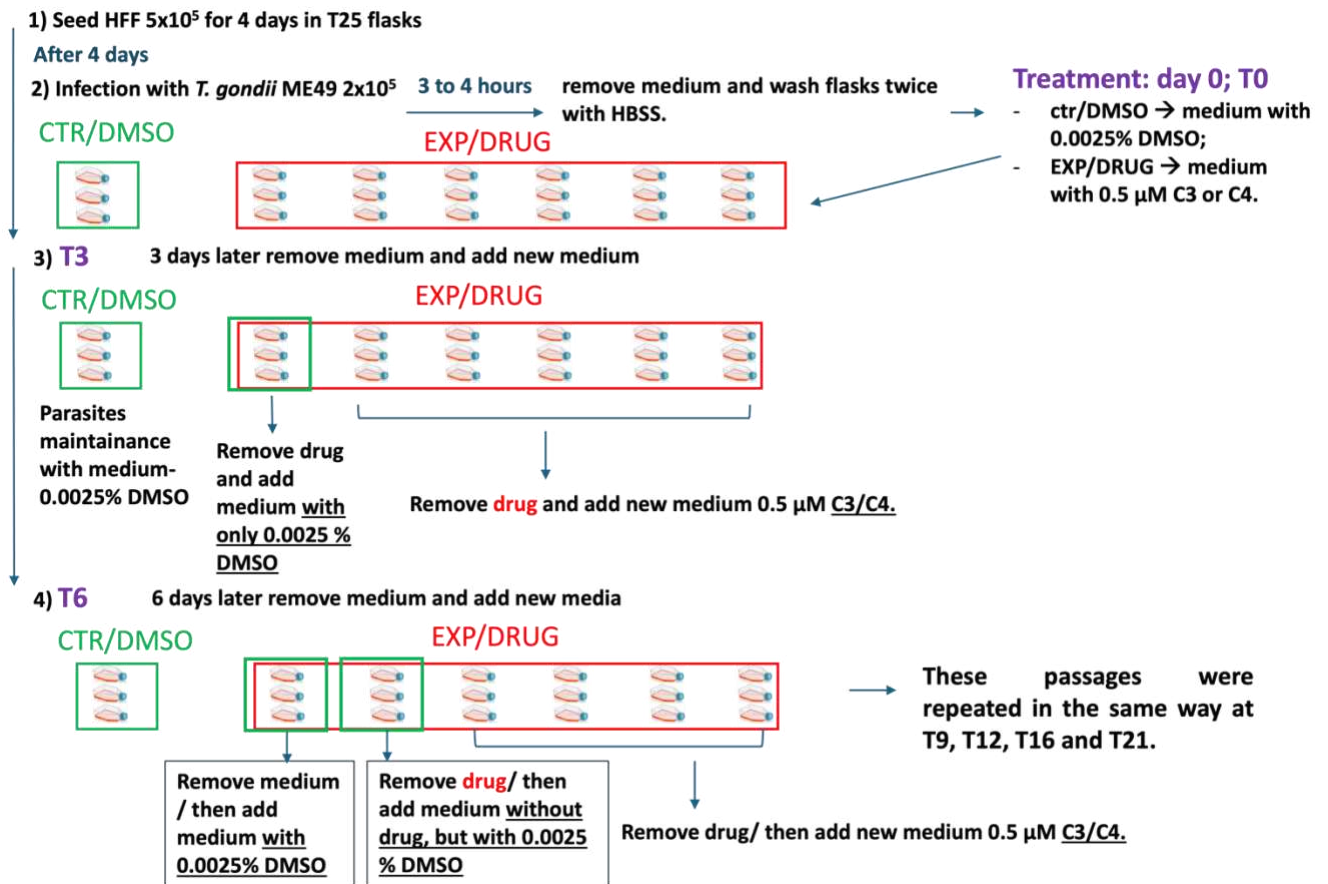 1) Seed HFF 5x10⁵ for 4 days in T25 flasks
After 4 days
2) Infection with T. gondii ME49 2x10⁵
3 to 4 hours
remove medium and wash flasks twice
with HBSS.
Treatment: day 0; T0
- ctr/DMSO → medium with
0.0025% DMSO;
- EXP/DRUG → medium
with 0.5 µM C3 or C4.
CTR/DMSO
EXP/DRUG
3) T3 3 days later remove medium and add new medium
CTR/DMSO
EXP/DRUG
Parasites
maintainance
with medium-
0.0025% DMSO
Remove drug
and add
medium with
only 0.0025 %
DMSO
Remove drug and add new medium 0.5 µM C3/C4.
4) T6 6 days later remove medium and add new media
CTR/DMSO
EXP/DRUG
These passages were
repeated in the same way at
T9, T12, T16 and T21.
Remove medium
/ then add
medium with
0.0025% DMSO
Remove drug/ then
add medium without
drug, but with 0.0025
% DMSO
Remove drug/ then add new medium 0.5 µM C3/C4.